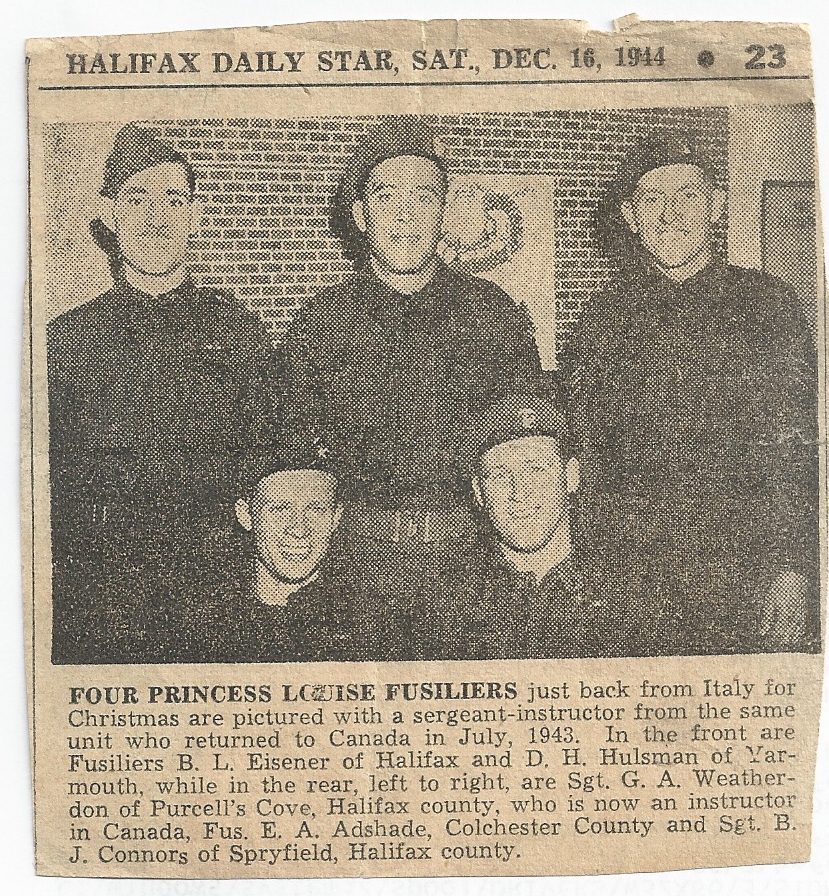 HALIFAX DAILY STAR, SAT., DEC. 16, 1944 ● 23
FOUR PRINCESS LOUISE FUSILIERS just back from Italy for
Christmas are pictured with a sergeant-instructor from the same
unit who returned to Canada in July, 1943. In the front are
Fusiliers B. L. Eisener of Halifax and D. H. Hulsman of Yar-
mouth, while in the rear, left to right, are Sgt. G. A. Weather-
don of Purcell's Cove, Halifax county, who is now an instructor
in Canada, Fus. E. A. Adshade, Colchester County and Sgt. B.
J. Connors of Spryfield, Halifax county.